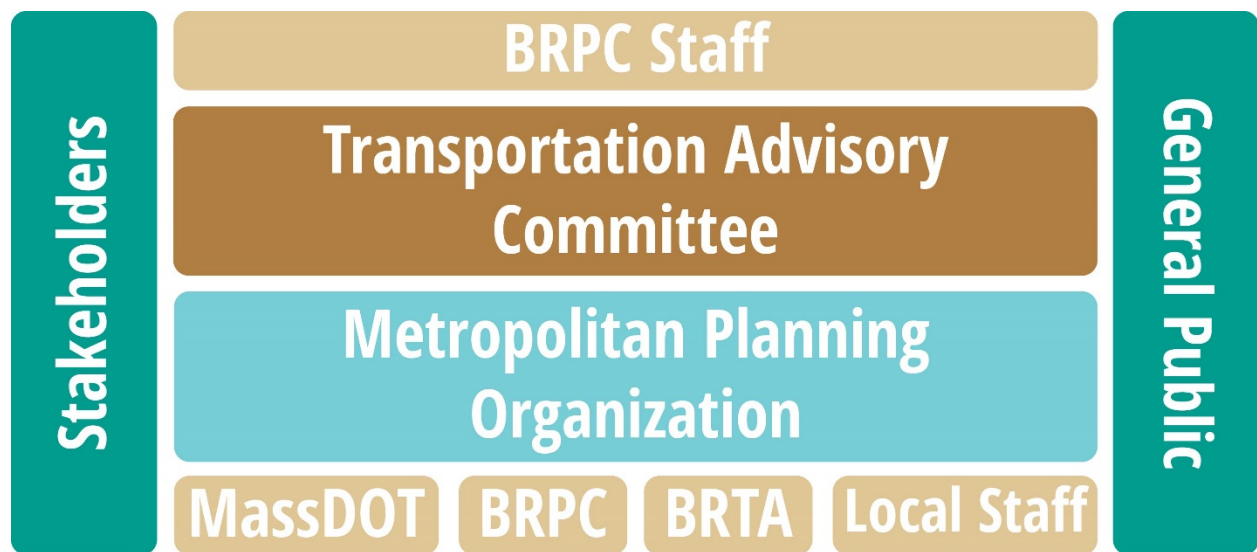 Stakeholders
BRPC Staff
Transportation Advisory
Committee
Metropolitan Planning
Organization
MassDOT
BRPC
BRTA
Local Staff
General Public